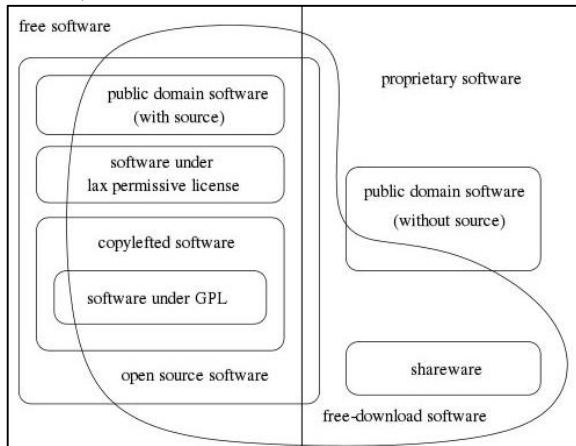 free software
public domain software
(with source)
software under
lax permissive license
copylefted software
software under GPL
open source software
proprietary software
public domain software
(without source)
shareware
free-download software